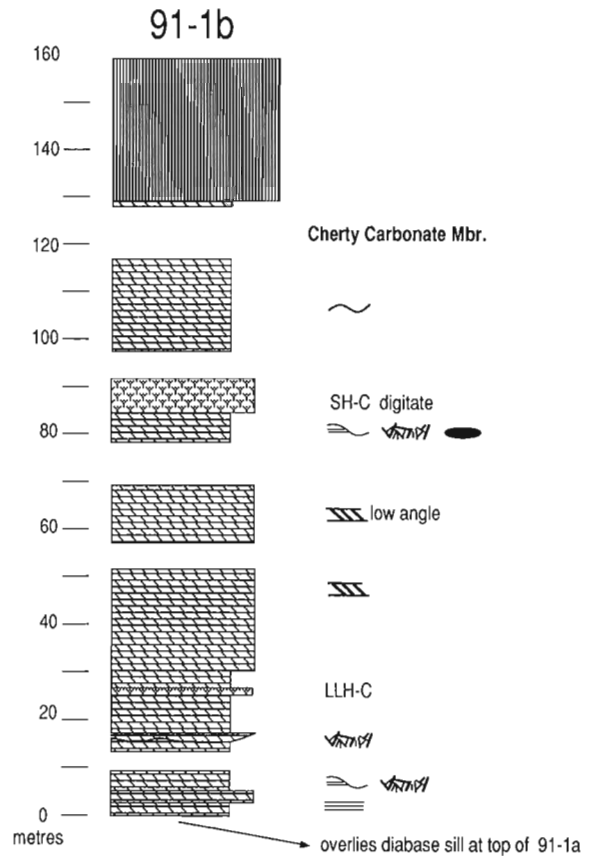 91-1b
160
140
120
Cherty Carbonate Mbr.
100
SH-C digitate
80
60
low angle
40
LLH-C
20
0
metres
overlies diabase sill at top of 91-1a